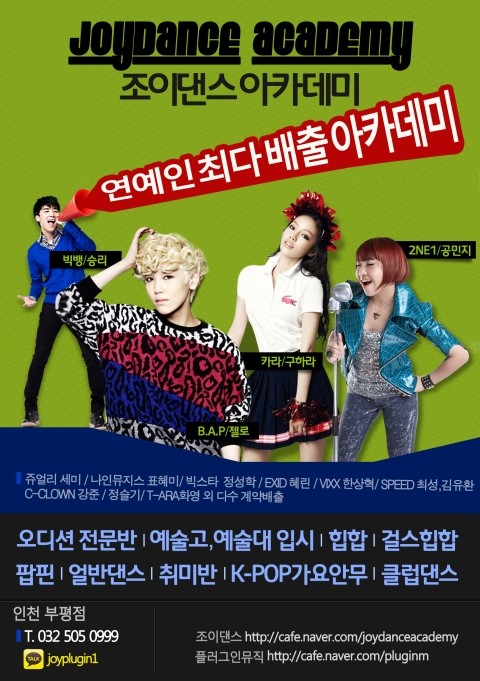 JOYDANCE ACADEMY
조이댄스 아카데미
연예인 최다 배출 아카데미
빅뱅/승리
2NE1/공민지
카라/구하라
B.A.P/젤로
쥬얼리 세미 / 나인뮤지스 표혜미/ 빅스타 정성학 / EXID 혜린 / VIXX 한상혁/ SPEED 최성,김유환
C-CLOWN 강준 / 정슬기/ T-ARA화영 외 다수 계약배출
오디션 전문반 | 예술고,예술대 입시 | 힙합 | 걸스힙합
팝핀 | 얼반댄스 | 취미반 | K-POP가요안무 | 클럽댄스
인천 부평점
T. 032 505 0999
TALK joyplugin1
조이댄스 http://cafe.naver.com/joydanceacademy
플러그인뮤직 http://cafe.naver.com/pluginm